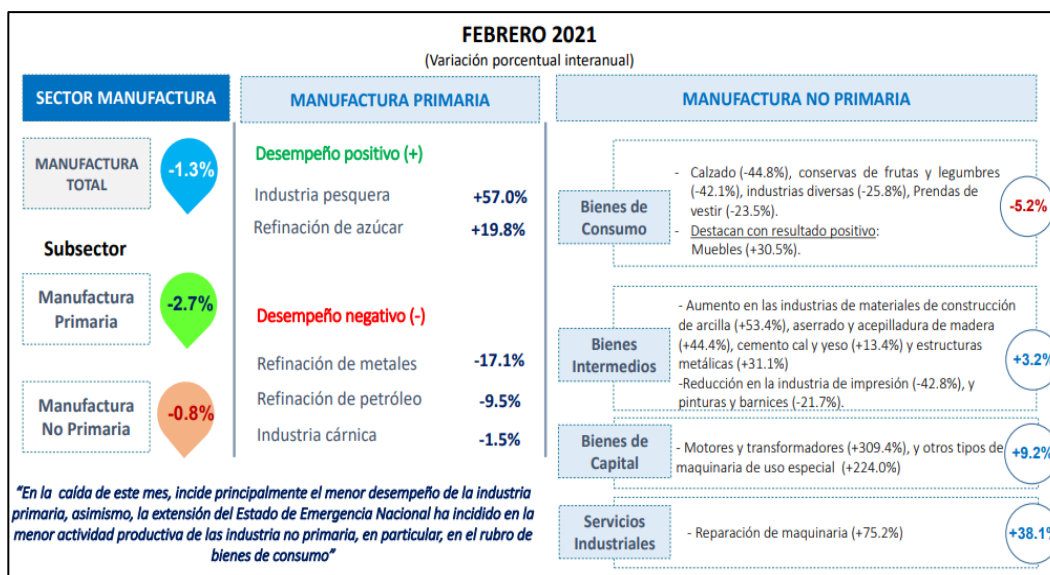 FEBRERO 2021
(Variación porcentual interanual)
SECTOR MANUFACTURA
MANUFACTURA TOTAL
-1.3%
Subsector
Manufactura
Primaria
-2.7%
Manufactura
No Primaria
-0.8%
MANUFACTURA PRIMARIA
Desempeño positivo (+)
Industria pesquera +57.0%
Refinación de azúcar +19.8%
Desempeño negativo (-)
Refinación de metales -17.1%
Refinación de petróleo -9.5%
Industria cárnica -1.5%
"En la caída de este mes, incide principalmente el menor desempeño de la industria
primaria, asimismo, la extensión del Estado de Emergencia Nacional ha incidido en la
menor actividad productiva de las industria no primaria, en particular, en el rubro de
bienes de consumo"
MANUFACTURA NO PRIMARIA
Bienes de
Consumo
- Calzado (-44.8%), conservas de frutas y legumbres
(-42.1%), industrias diversas (-25.8%), Prendas de
vestir (-23.5%).
- Destacan con resultado positivo:
Muebles (+30.5%).
-5.2%
Bienes
Intermedios
- Aumento en las industrias de materiales de construcción
de arcilla (+53.4%), aserrado y acepilladura de madera
(+44.4%), cemento cal y yeso (+13.4%) y estructuras
metálicas (+31.1%)
-Reducción en la industria de impresión (-42.8%), y
pinturas y barnices (-21.7%).
+3.2%
Bienes de
Capital
- Motores y transformadores (+309.4%), y otros tipos de
maquinaria de uso especial (+224.0%)
+9.2%
Servicios
Industriales
- Reparación de maquinaria (+75.2%)
+38.1%